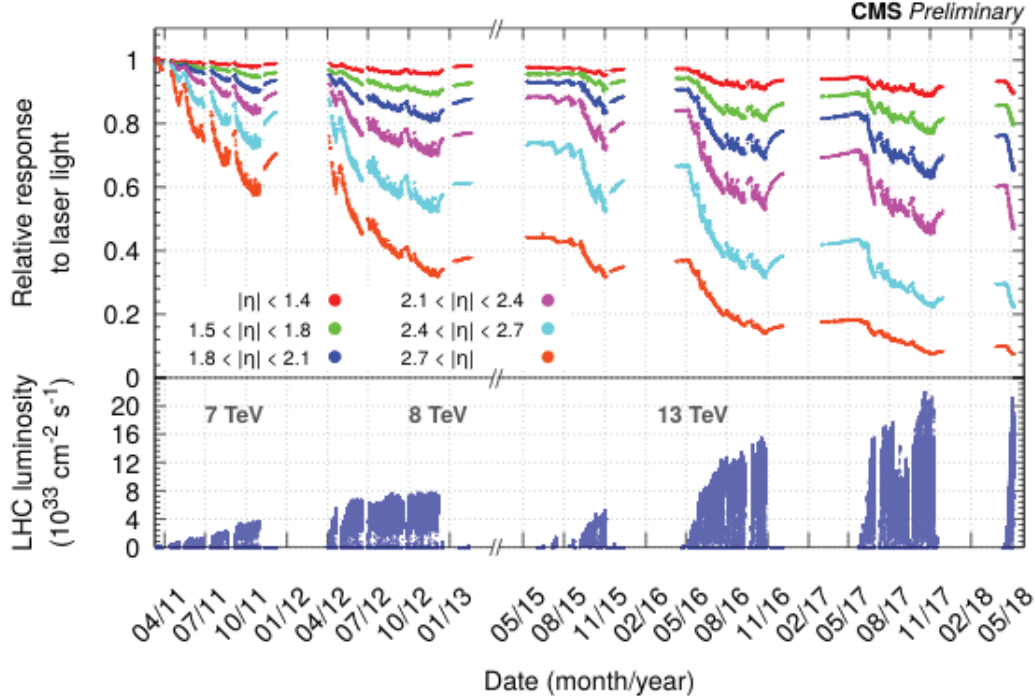 CMS Preliminary
Relative response
to laser light
1
0.8
0.6
0.4
0.2
0
|η| < 1.4
2.1 < |η| < 2.4
1.5 < |η| < 1.8
2.4 < |η| < 2.7
1.8 < |η| < 2.1
2.7 < |η|
LHC luminosity
(10³³ cm⁻² s⁻¹)
20
16
12
8
4
0
7 TeV
8 TeV
13 TeV
//
//
//
04/11
07/11
10/11
01/12
04/12
07/12
10/12
01/13
05/15
08/15
11/15
02/16
05/16
08/16
11/16
02/17
05/17
08/17
11/17
02/18
05/18
Date (month/year)